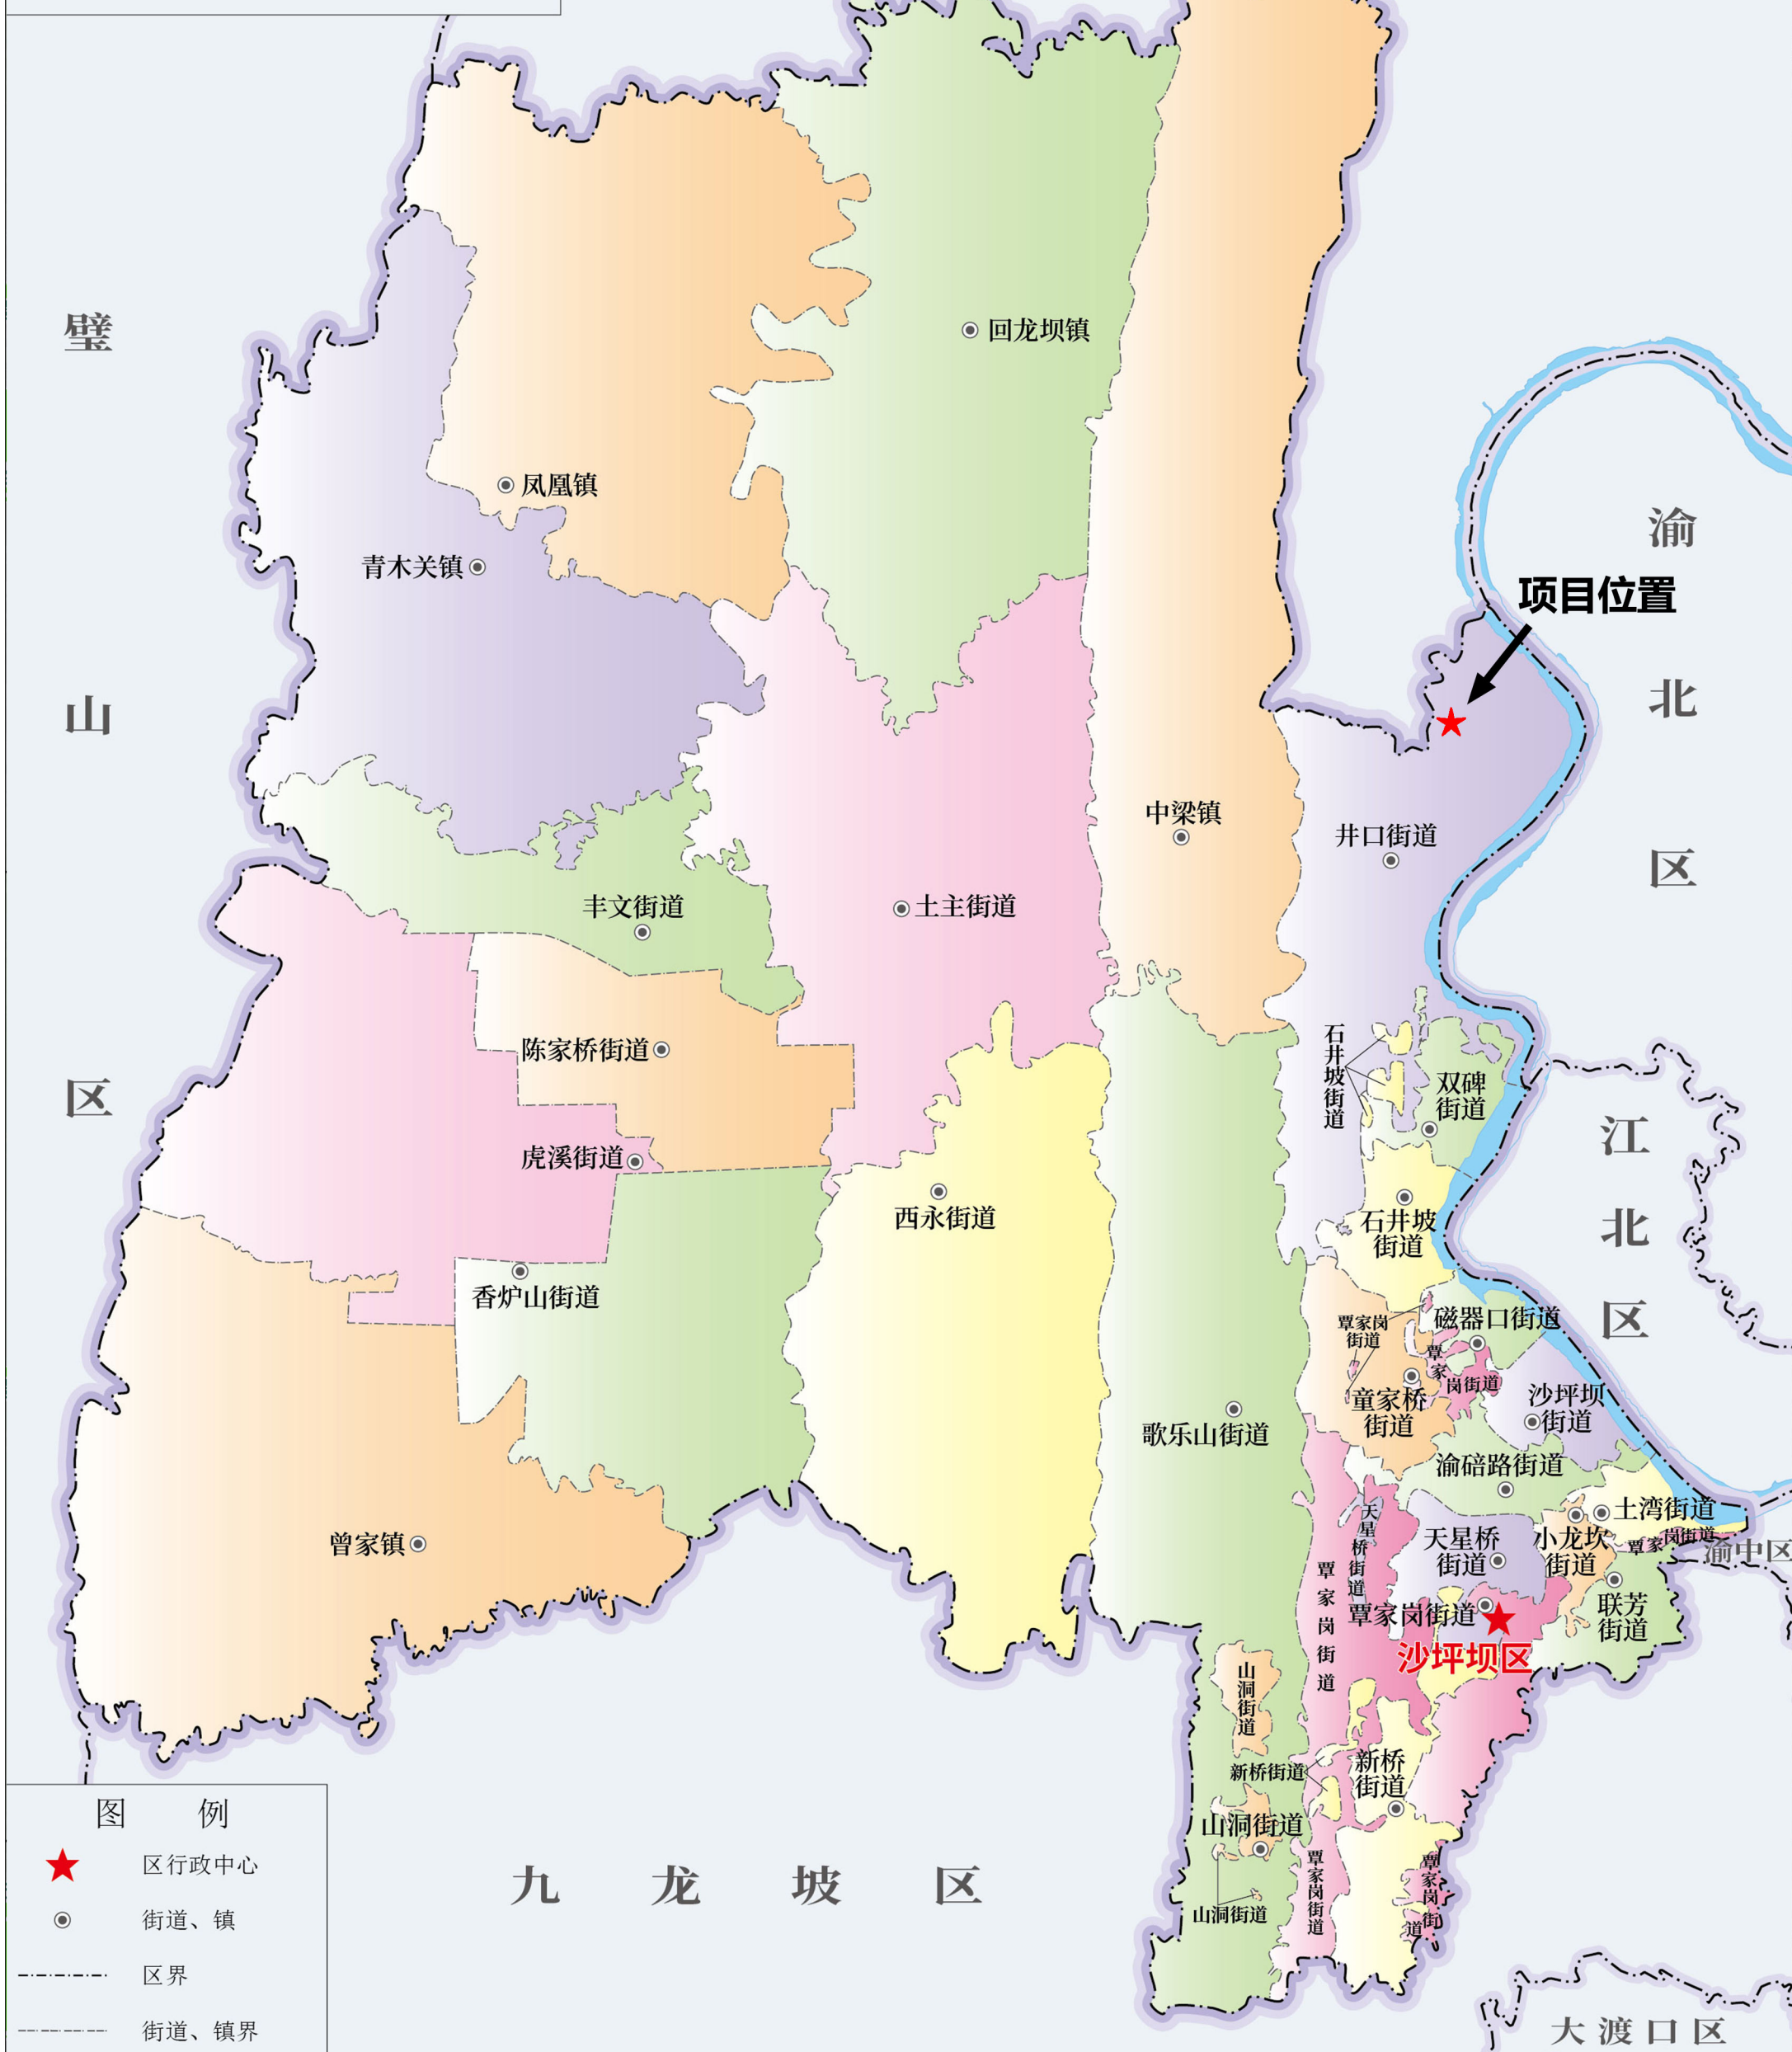 璧
山
区
渝
北
区
回龙坝镇
凤凰镇
青木关镇
项目位置
中梁镇
井口街道
丰文街道
土主街道
陈家桥街道
石井坡街道
双碑
街道
江
北
区
虎溪街道
西永街道
石井坡
街道
香炉山街道
覃家岗
街道
磁器口街道
覃家
岗街道
童家桥
街道
沙坪坝
街道
歌乐山街道
渝碚路街道
天星桥街道
土湾街道
天星桥
街道
小龙坎
街道
覃家岗街道
渝中区
曾家镇
覃家岗街道
覃家岗街道
联芳
街道
沙坪坝区
山洞街道
新桥街道
新桥
街道
山洞街道
覃家岗街道
覃家岗街道
山洞街道
九龙坡区
大渡口区
图 例
区行政中心
街道、镇
区界
街道、镇界